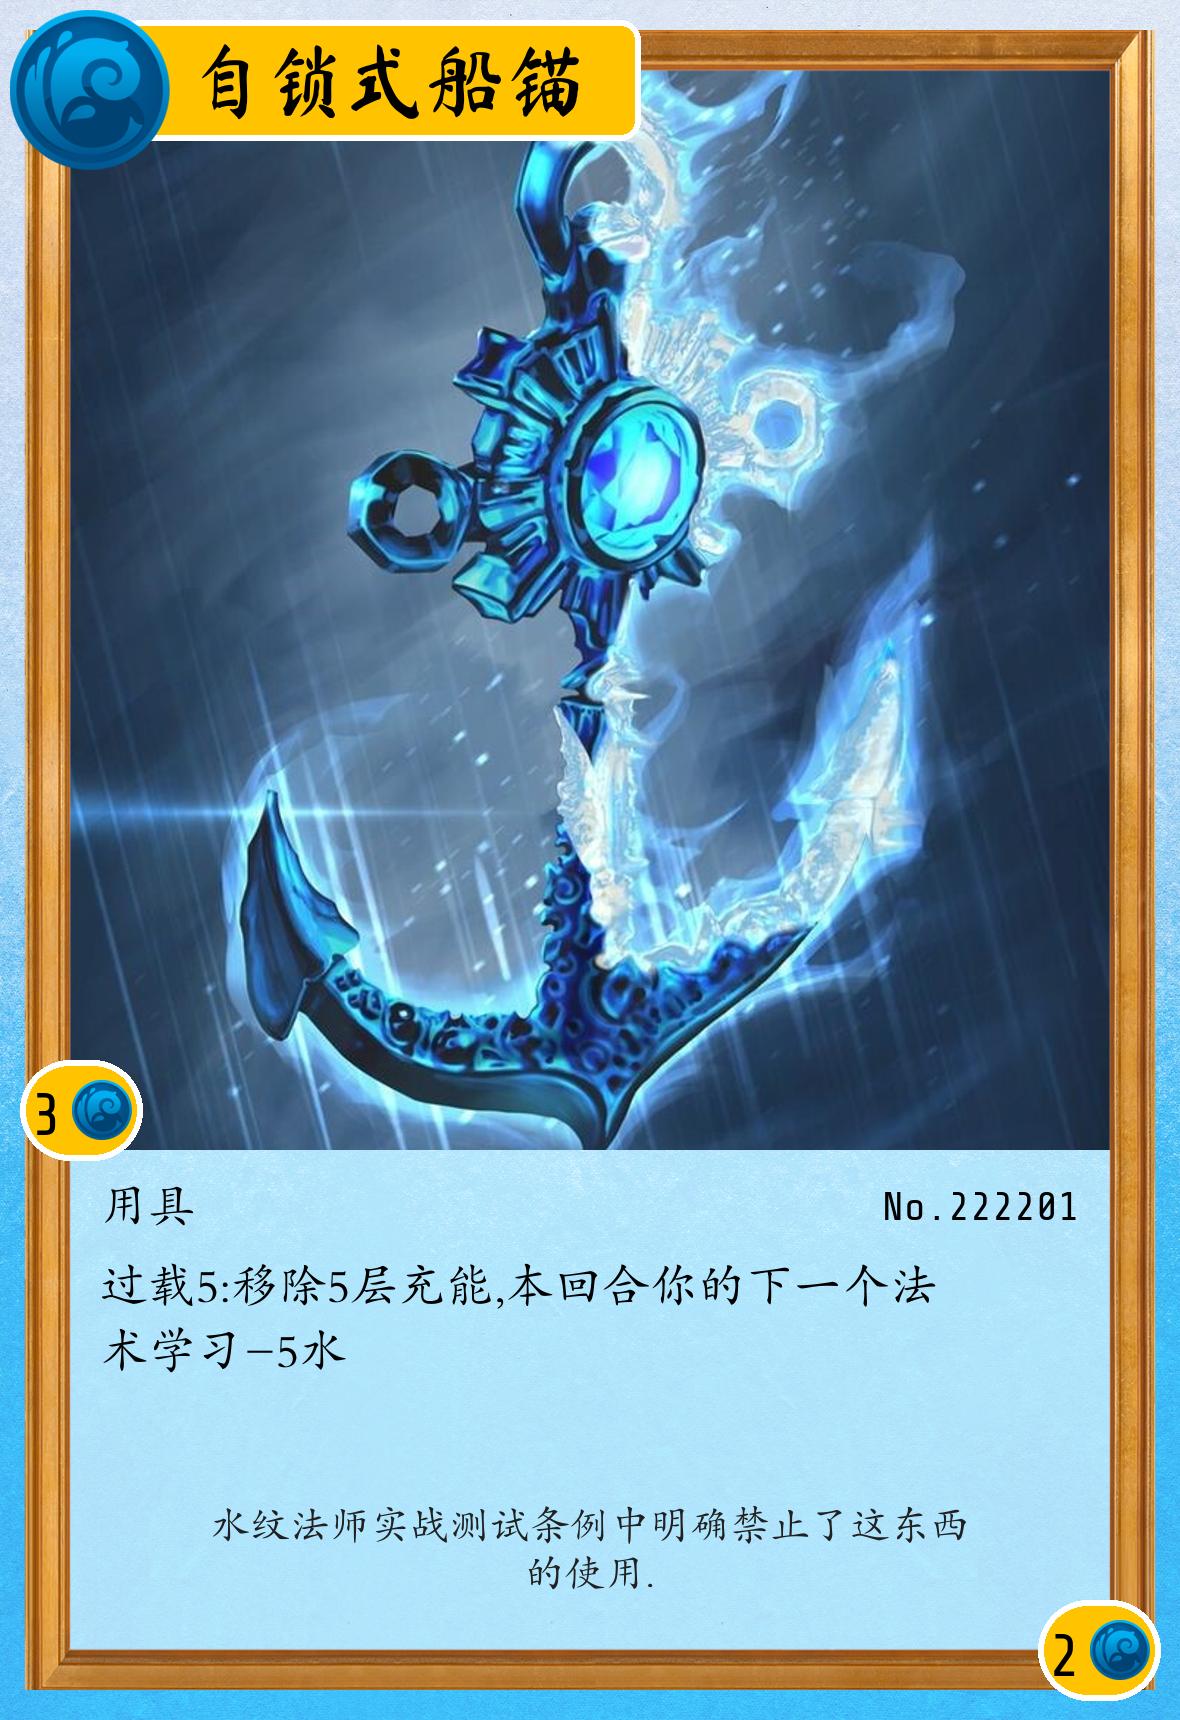 自锁式船锚
3
用具
No.222201
过载5:移除5层充能,本回合你的下一个法
术学习-5水
水纹法师实战测试条例中明确禁止了这东西
的使用.
2